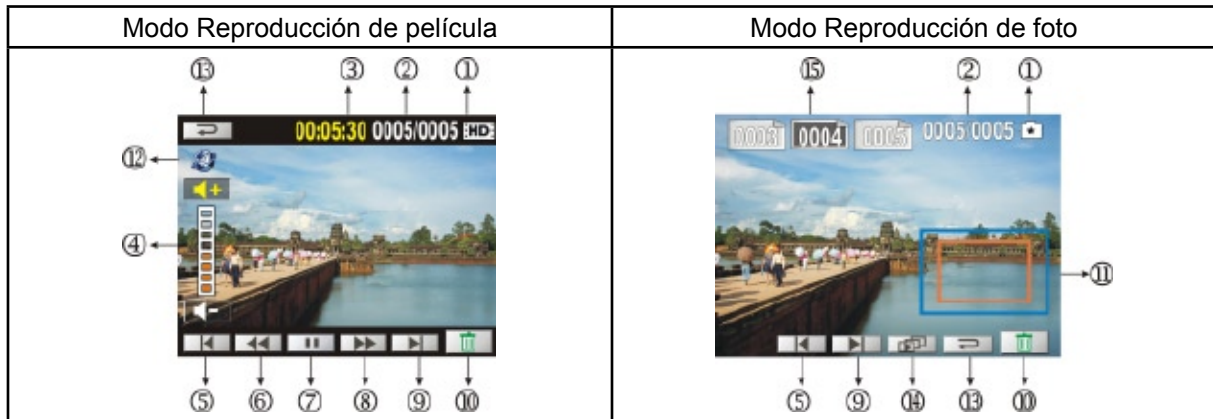 Modo Reproducción de película
Modo Reproducción de foto
⑬ ③ ② ①
00:05:30 0005/0005 HD
⑫
④
⑤ ⑥ ⑦ ⑧ ⑨ ⑩
⑮ ② ①
0003 0004 0005 0005/0005
⑪
⑤ ⑨ ⑭ ⑬ ⑩